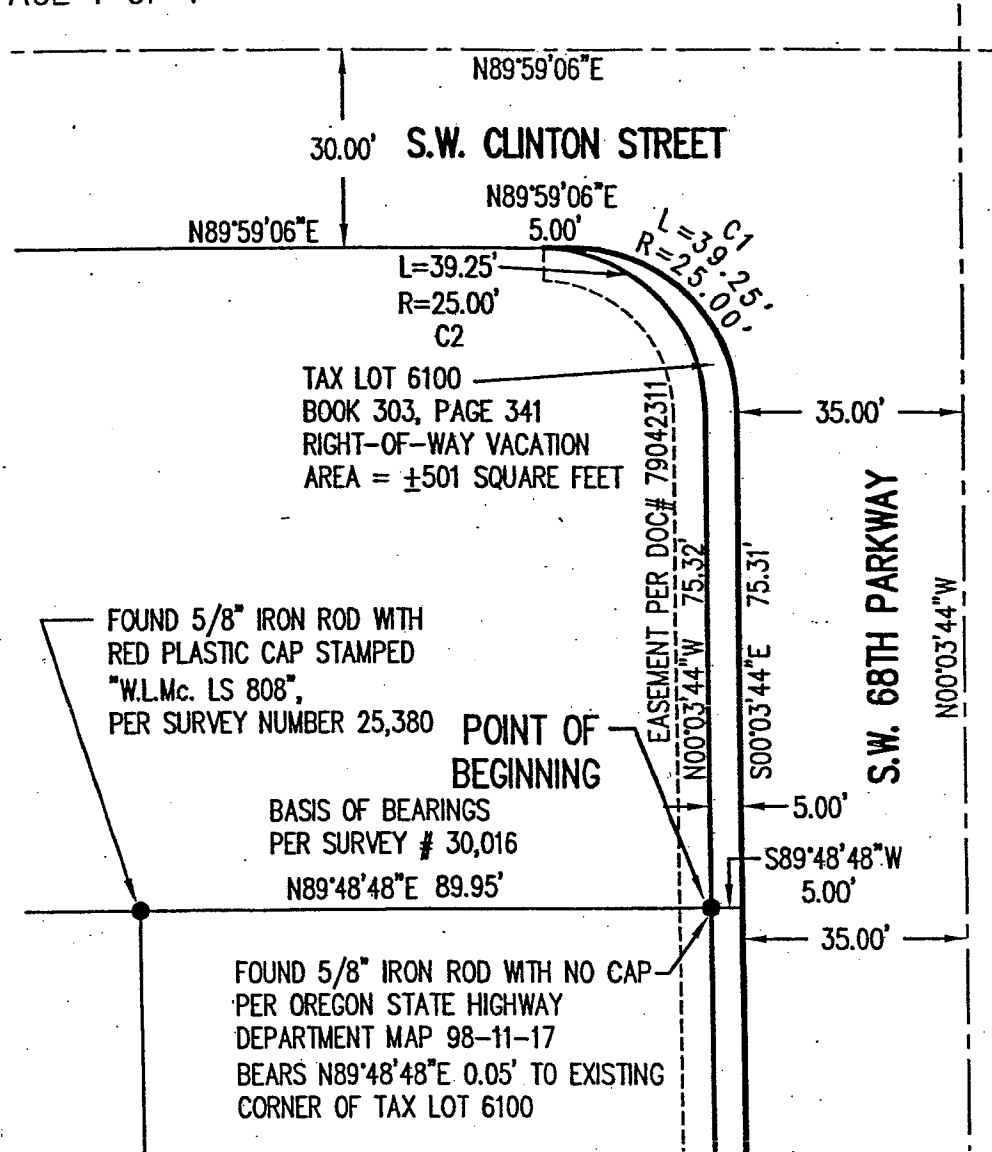 N89°59'06"E
30.00' S.W. CLINTON STREET
N89°59'06"E
5.00'
N89°59'06"E
C1
L=39.25'
R=25.00'
L=39.25'
R=25.00'
C2
TAX LOT 6100
BOOK 303, PAGE 341
RIGHT-OF-WAY VACATION
AREA = ±501 SQUARE FEET
35.00'
EASEMENT PER DOC# 79042311
N00°03'44"W 75.32'
S00°03'44"E 75.31'
S.W. 68TH PARKWAY
N00°03'44"W
FOUND 5/8" IRON ROD WITH
RED PLASTIC CAP STAMPED
"W.L.Mc. LS 808",
PER SURVEY NUMBER 25,380
POINT OF
BEGINNING
BASIS OF BEARINGS
PER SURVEY # 30,016
N89°48'48"E 89.95'
5.00'
S89°48'48"W
5.00'
35.00'
FOUND 5/8" IRON ROD WITH NO CAP
PER OREGON STATE HIGHWAY
DEPARTMENT MAP 98-11-17
BEARS N89°48'48"E 0.05' TO EXISTING
CORNER OF TAX LOT 6100